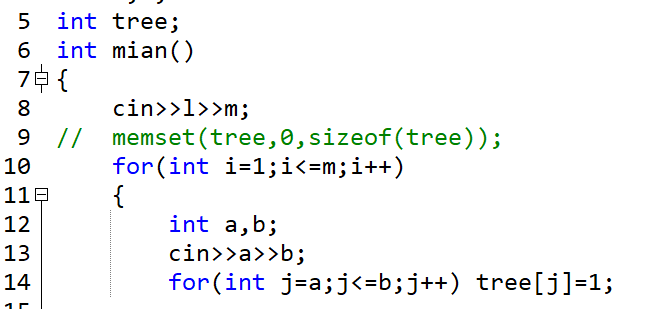 5 int tree;
6 int mian()
7 {
8     cin>>l>>m;
9 //  memset(tree,0,sizeof(tree));
10     for(int i=1;i<=m;i++)
11     {
12         int a,b;
13         cin>>a>>b;
14         for(int j=a;j<=b;j++) tree[j]=1;